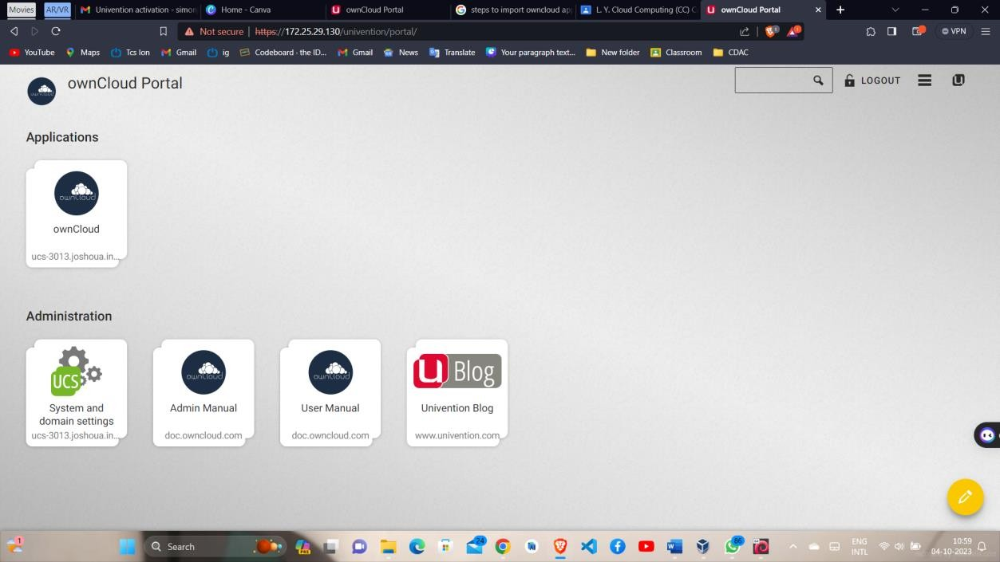 Movies AR/VR Univention activation - simon Home - Canva ownCloud Portal steps to import owncloud ap L. Y. Cloud Computing (CC) C ownCloud Portal
Not secure https://172.25.29.130/univention/portal/ VPN
YouTube Maps Tcs Ion Gmail ig Codeboard · the ID... Gmail News Translate Your paragraph text... New folder Classroom CDAC
ownCloud Portal
LOGOUT
Applications
ownCloud
ownCloud
ucs-3013.joshoua.in...
Administration
UCS
System and
domain settings
ucs-3013.joshoua.in...
ownCloud
Admin Manual
doc.owncloud.com
ownCloud
User Manual
doc.owncloud.com
u Blog
Univention Blog
www.univention.com
1
Search
PRE
24
86
ENG
INTL
10:59
04-10-2023